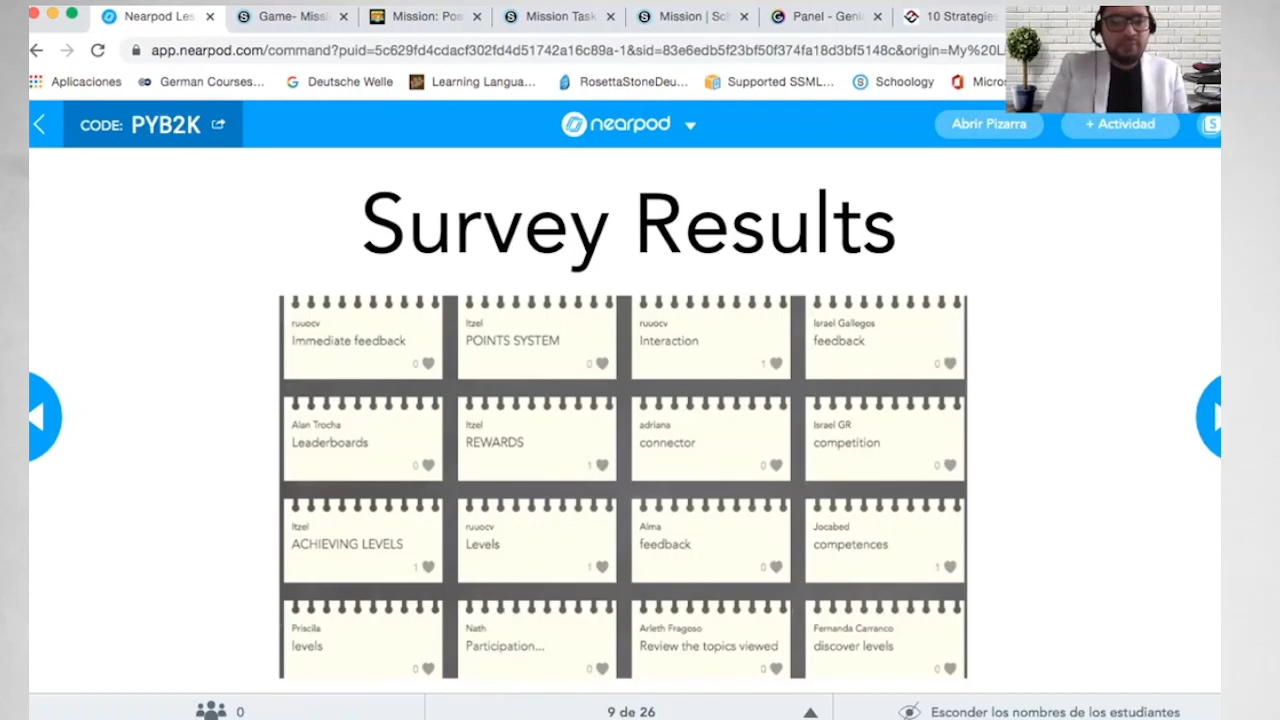 Nearpod Les
Game- Missi
Mission: Pos
Mission Task
Mission | Sc
Panel - Geni
10 Strategies
app.nearpod.com/command?puid=5c629fd4cdacf302fd4d51742a16c89a-1&sid=83e6edb5f23bf50f374fa18d3bf5148c&origin=My%20L
Aplicaciones
German Courses...
Deutsche Welle
Learning Langua...
RosettaStoneDeu...
Supported SSML...
Schoology
Micros
CODE: PYB2K
nearpod
Abrir Pizarra
+ Actividad
Survey Results
ruuocv
Immediate feedback
0
Itzel
POINTS SYSTEM
0
ruuocv
Interaction
1
Israel Gallegos
feedback
0
Alan Trocha
Leaderboards
0
Itzel
REWARDS
1
adriana
connector
0
Israel GR
competition
0
Itzel
ACHIEVING LEVELS
1
ruuocv
Levels
1
Alma
feedback
0
Jocabed
competences
1
Priscila
levels
0
Nath
Participation...
0
Arleth Fragoso
Review the topics viewed
0
Fernanda Carranco
discover levels
0
0
9 de 26
Esconder los nombres de los estudiantes